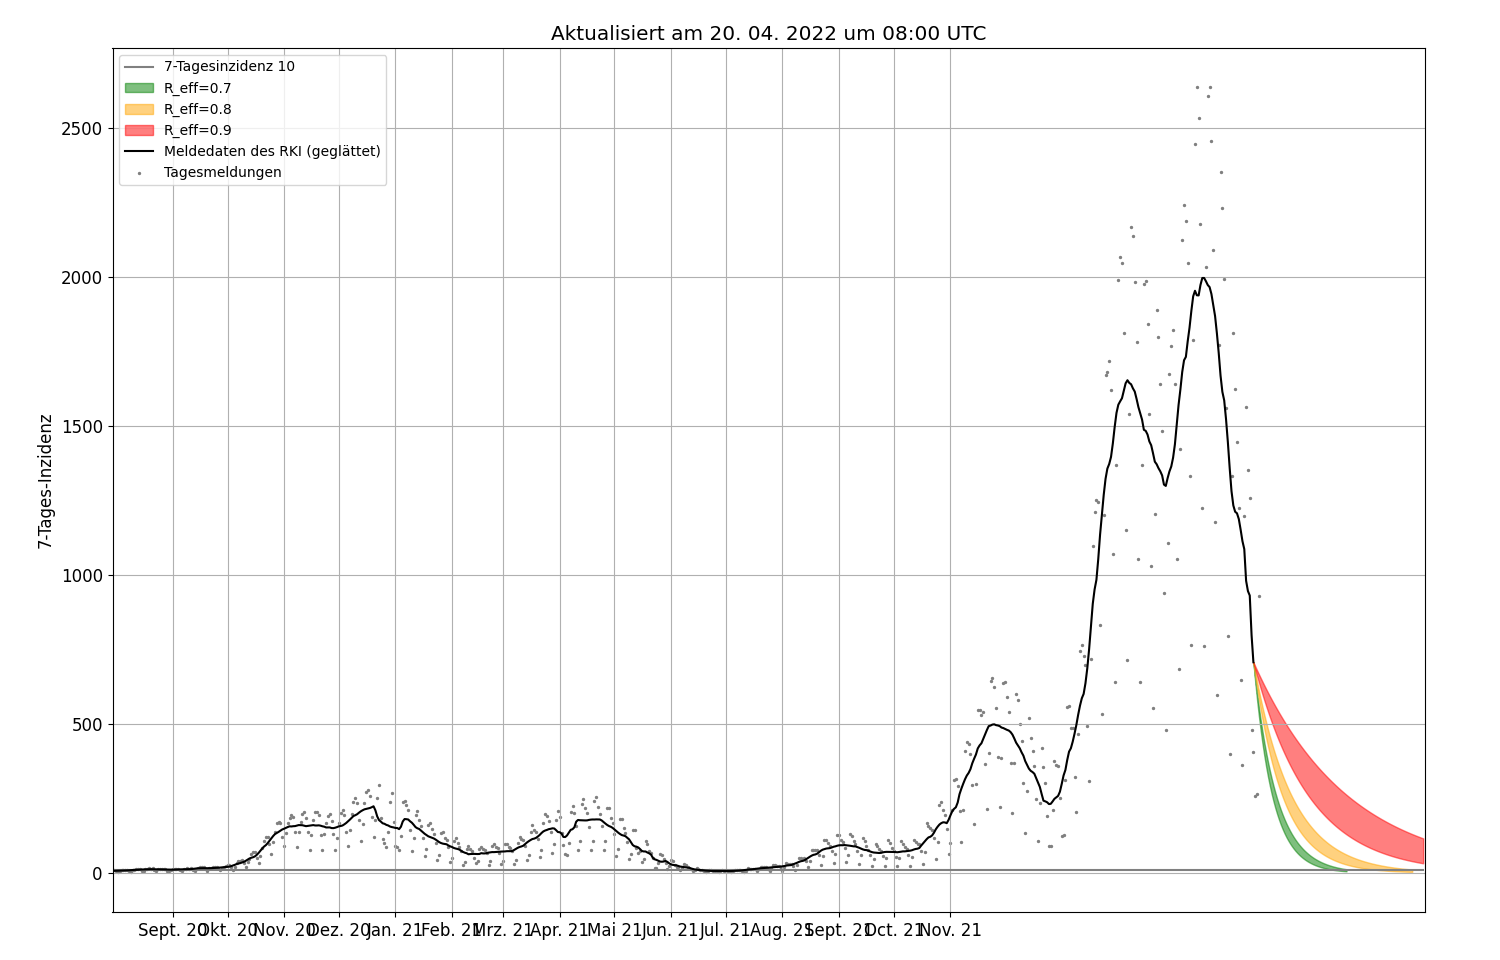 Aktualisiert am 20. 04. 2022 um 08:00 UTC
7-Tagesinzidenz 10
R_eff=0.7
R_eff=0.8
R_eff=0.9
Meldedaten des RKI (geglättet)
Tagesmeldungen
7-Tages-Inzidenz
2500
2000
1500
1000
500
0
Sept. 20 Okt. 20 Nov. 20 Dez. 20 Jan. 21 Feb. 21 Mrz. 21 Apr. 21 Mai 21 Jun. 21 Jul. 21 Aug. 21 Sept. 21 Oct. 21 Nov. 21